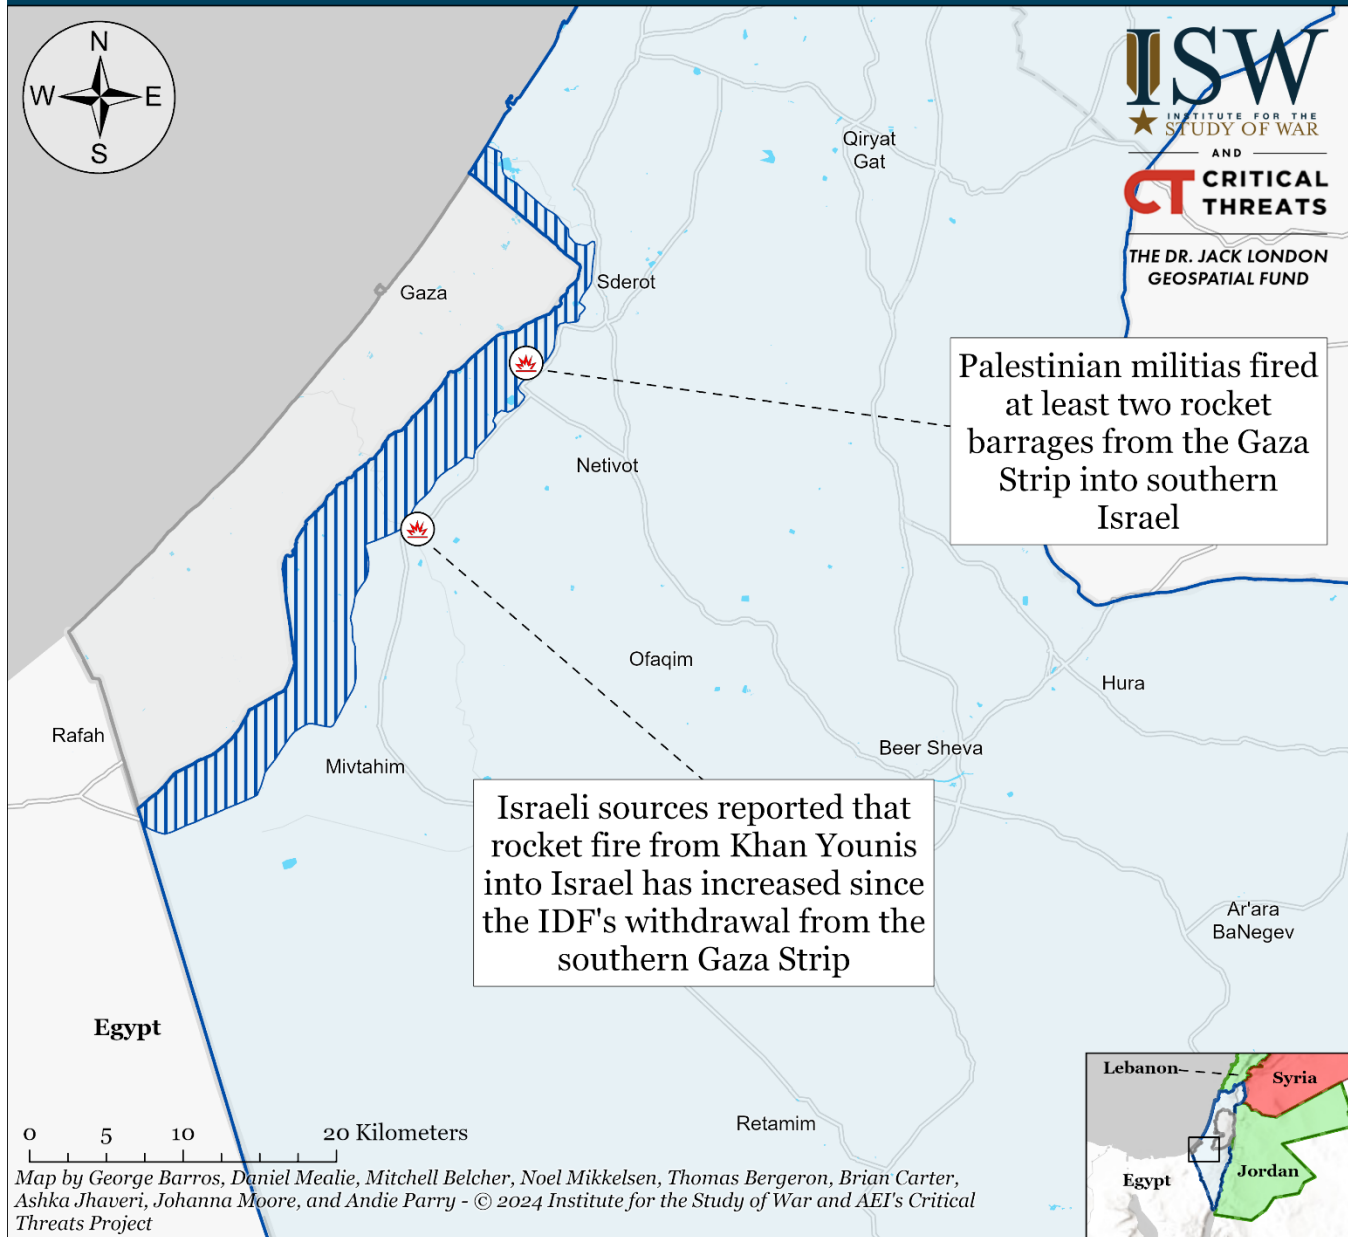 N
W E
S
ISW
INSTITUTE FOR THE
STUDY OF WAR
AND
CT CRITICAL
THREATS
THE DR. JACK LONDON
GEOSPATIAL FUND
Qiryat
Gat
Gaza
Sderot
Palestinian militias fired
at least two rocket
barrages from the Gaza
Strip into southern
Israel
Netivot
Ofaqim
Hura
Rafah
Beer Sheva
Mivtahim
Israeli sources reported that
rocket fire from Khan Younis
into Israel has increased since
the IDF's withdrawal from the
southern Gaza Strip
Ar'ara
BaNegev
Egypt
Retamim
Lebanon
Syria
Egypt
Jordan
0 5 10 20 Kilometers
Map by George Barros, Daniel Mealie, Mitchell Belcher, Noel Mikkelsen, Thomas Bergeron, Brian Carter,
Ashka Jhaveri, Johanna Moore, and Andie Parry - © 2024 Institute for the Study of War and AEI's Critical
Threats Project